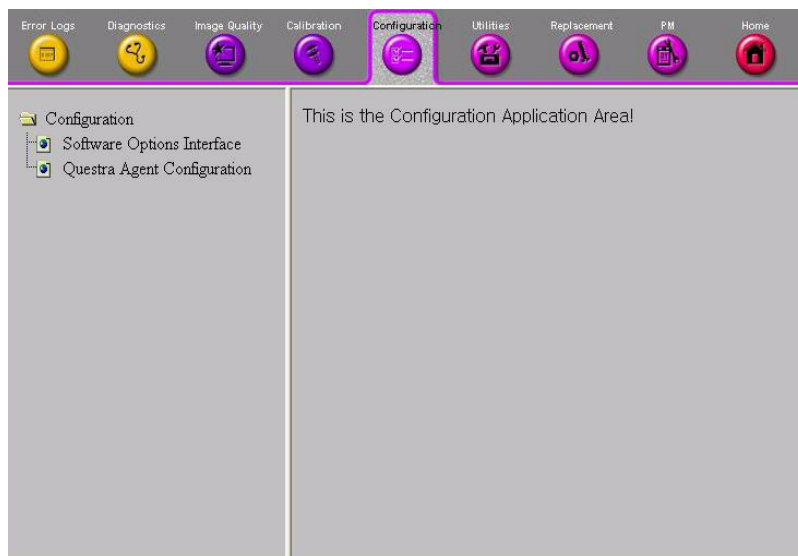 Error Logs
Diagnostics
Image Quality
Calibration
Configuration
Utilities
Replacement
PM
Home
Configuration
Software Options Interface
Questra Agent Configuration
This is the Configuration Application Area!